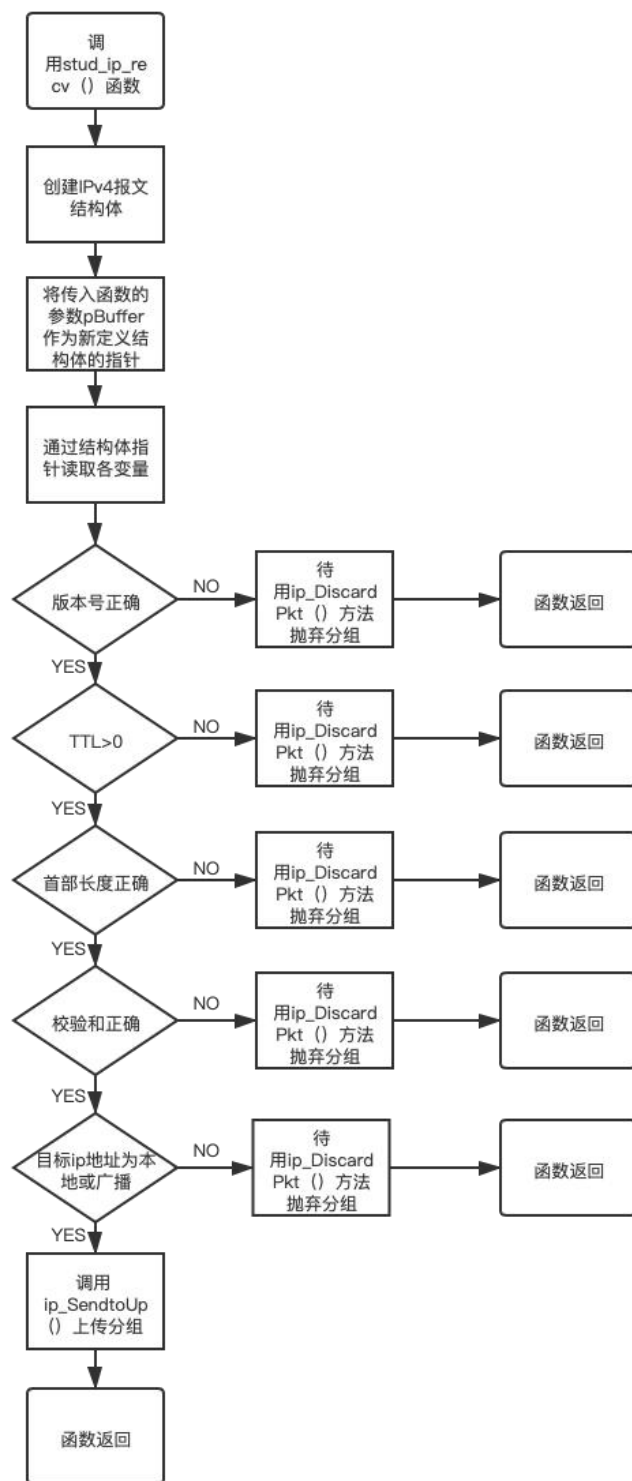 调
用stud_ip_re
cv（）函数
创建IPv4报文
结构体
将传入函数的
参数pBuffer
作为新定义结
构体的指针
通过结构体指
针读取各变量
版本号正确
NO
待
用ip_Discard
Pkt（）方法
抛弃分组
函数返回
YES
TTL>0
NO
待
用ip_Discard
Pkt（）方法
抛弃分组
函数返回
YES
首部长度正确
NO
待
用ip_Discard
Pkt（）方法
抛弃分组
函数返回
YES
校验和正确
NO
待
用ip_Discard
Pkt（）方法
抛弃分组
函数返回
YES
目标ip地址为本
地或广播
NO
待
用ip_Discard
Pkt（）方法
抛弃分组
函数返回
YES
调用
ip_SendtoUp
（）上传分组
函数返回